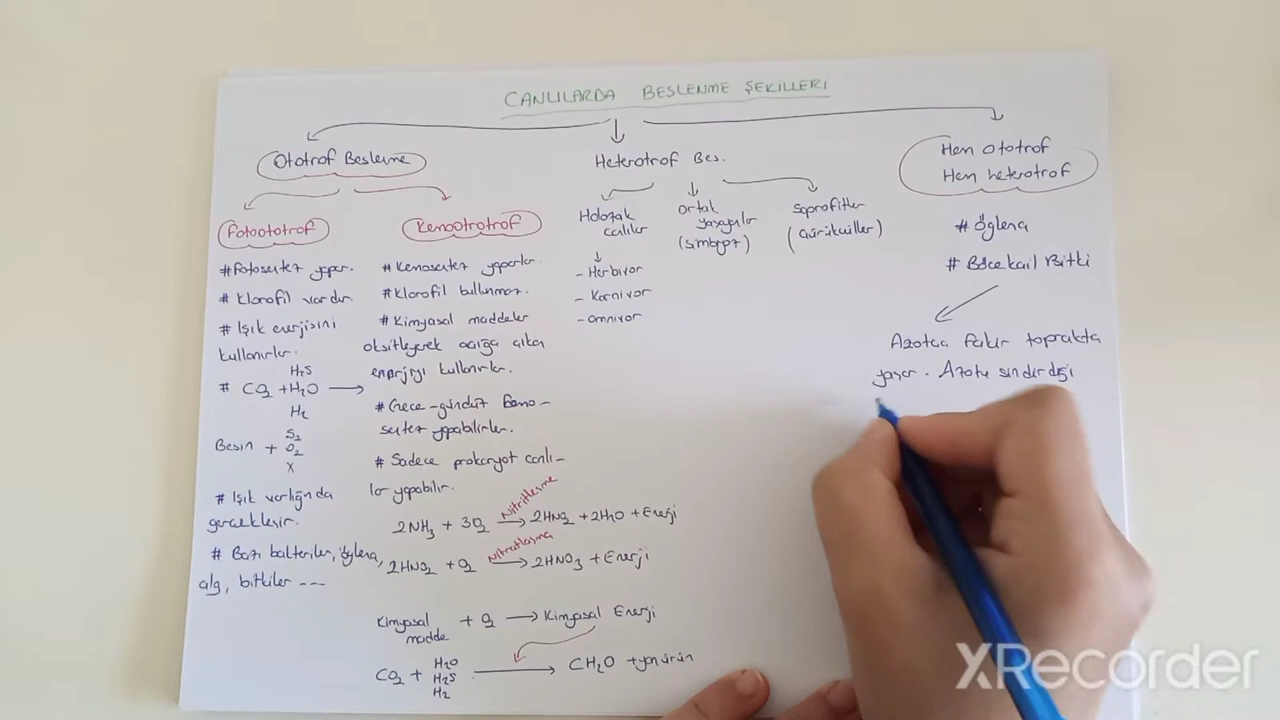 CANLILARDA BESLENME ŞEKİLLERİ
Ototrof Beslenme
Fotoototrof
# Fotosentez yapar.
# Klorofil vardır.
# Işık enerjisini
kullanırlar.
H₂S
# CO₂ + H₂O →
H₂
Besin + S₂
O₂
X
# Işık varlığında
gerçekleşir.
# Bazı bakteriler, öglena,
alg, bitkiler ---
Kemoototrof
# Kemosentez yaparlar.
# Klorofil bulunmaz.
# Kimyasal maddeler
oksitleyerek açığa çıkan
enerjiyi kullanırlar.
# Gece-gündüz kemo-
sentez yapabilirler.
# Sadece prokaryot canlı-
lar yapabilir.
2NH₃ + 3O₂ → Nitritleşme 2HNO₂ + 2H₂O + Enerji
2HNO₂ + O₂ → Nitratlaşma 2HNO₃ + Enerji
Kimyasal
madde + O₂ → Kimyasal Enerji
CO₂ + H₂O
H₂S
H₂
→ CH₂O + yan ürün
Heterotrof Bes.
Holozoik
canlılar
- Herbivor
- Karnivor
- Omnivor
Ortak
yaşayanlar
(simbiyoz)
Saprofitler
(Çürükçüller)
Hem ototrof
Hem heterotrof
# Öglena
# Böcekçil Bitki
Azotça fakir toprakta
yaşar. Azotu sindirdiği
XRecorder